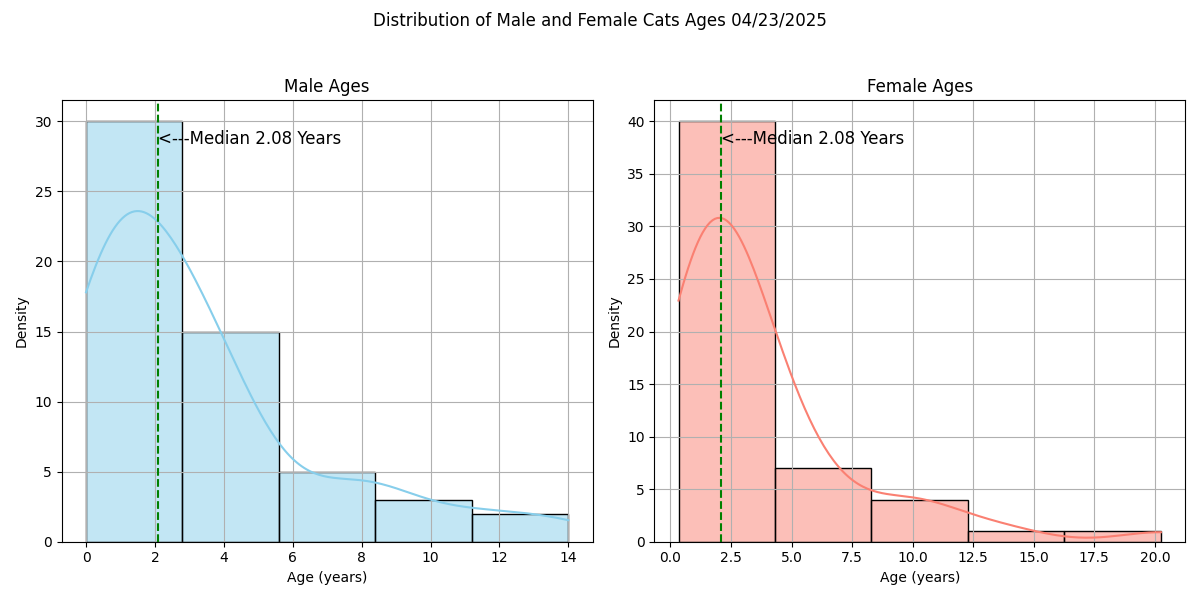 Distribution of Male and Female Cats Ages 04/23/2025
Male Ages
Density
30
25
20
15
10
5
0
<---Median 2.08 Years
0 2 4 6 8 10 12 14
Age (years)
Female Ages
Density
40
35
30
25
20
15
10
5
0
<---Median 2.08 Years
0.0 2.5 5.0 7.5 10.0 12.5 15.0 17.5 20.0
Age (years)